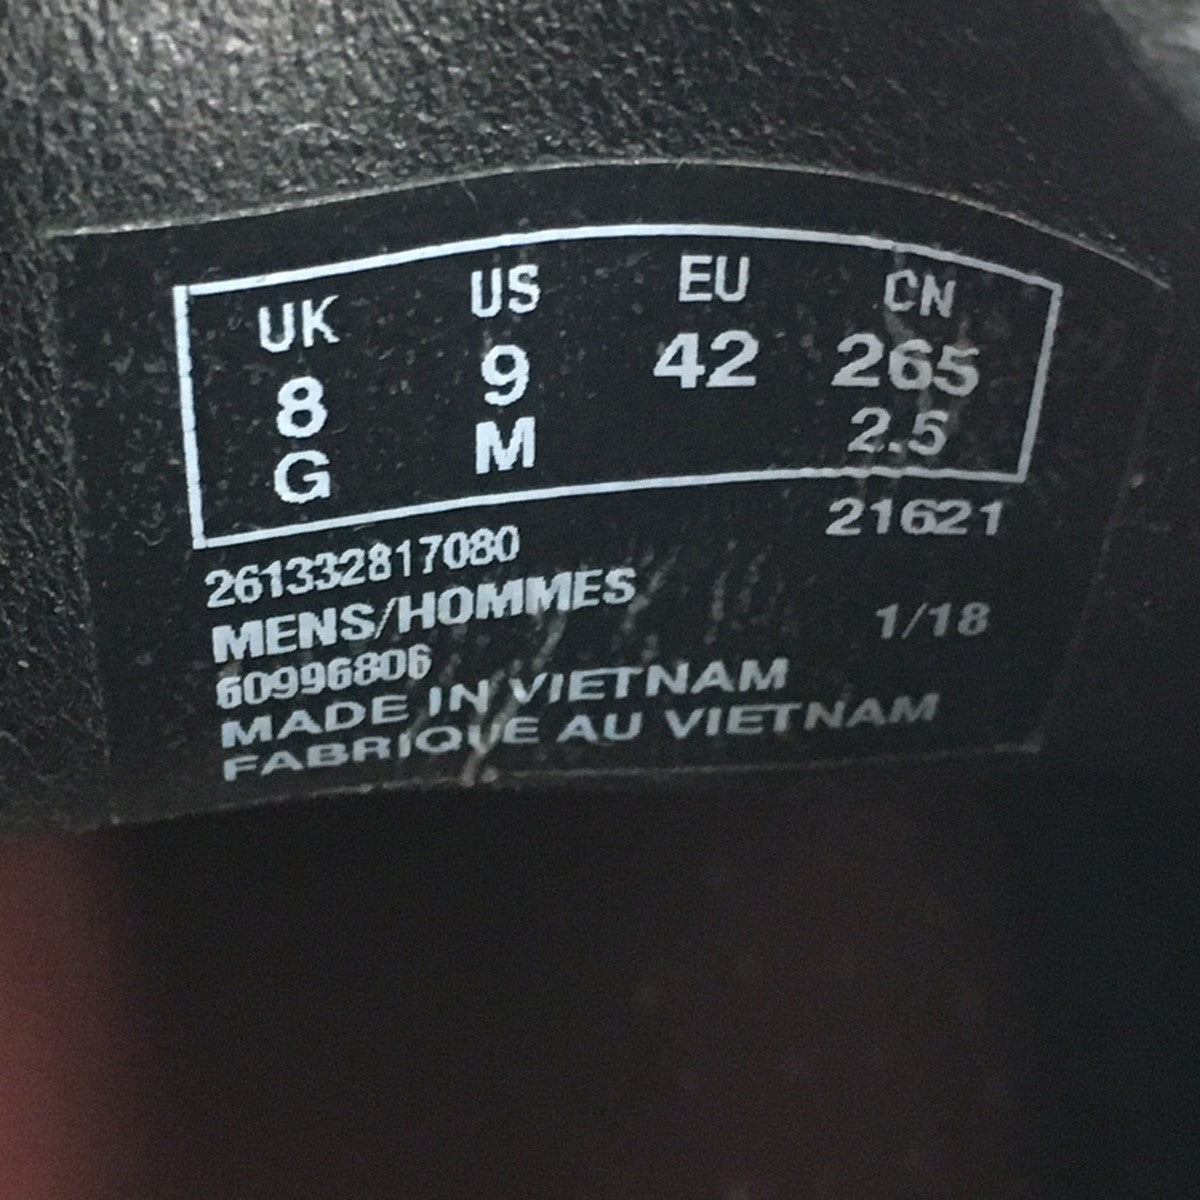 UK US EU CN
8 9 42 265
G M 2.5
21621
261332817080
MENS/HOMMES 1/18
60996806
MADE IN VIETNAM
FABRIQUE AU VIETNAM